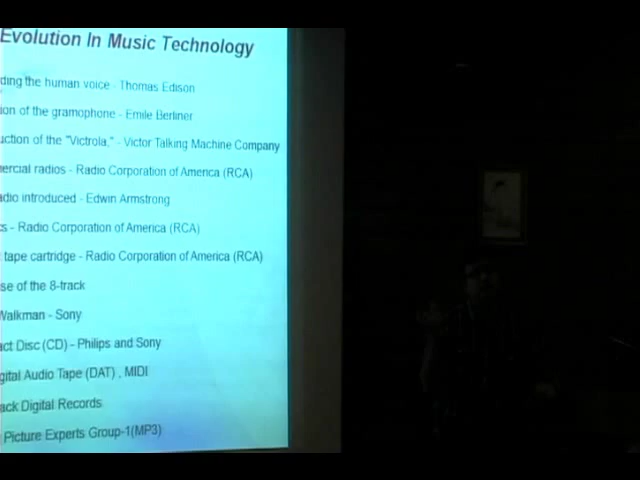 Evolution In Music Technology
ding the human voice - Thomas Edison
ion of the gramophone - Emile Berliner
uction of the "Victrola," - Victor Talking Machine Company
ercial radios - Radio Corporation of America (RCA)
adio introduced - Edwin Armstrong
s - Radio Corporation of America (RCA)
tape cartridge - Radio Corporation of America (RCA)
se of the 8-track
Walkman - Sony
act Disc (CD) - Philips and Sony
gital Audio Tape (DAT) , MIDI
ack Digital Records
Picture Experts Group-1(MP3)